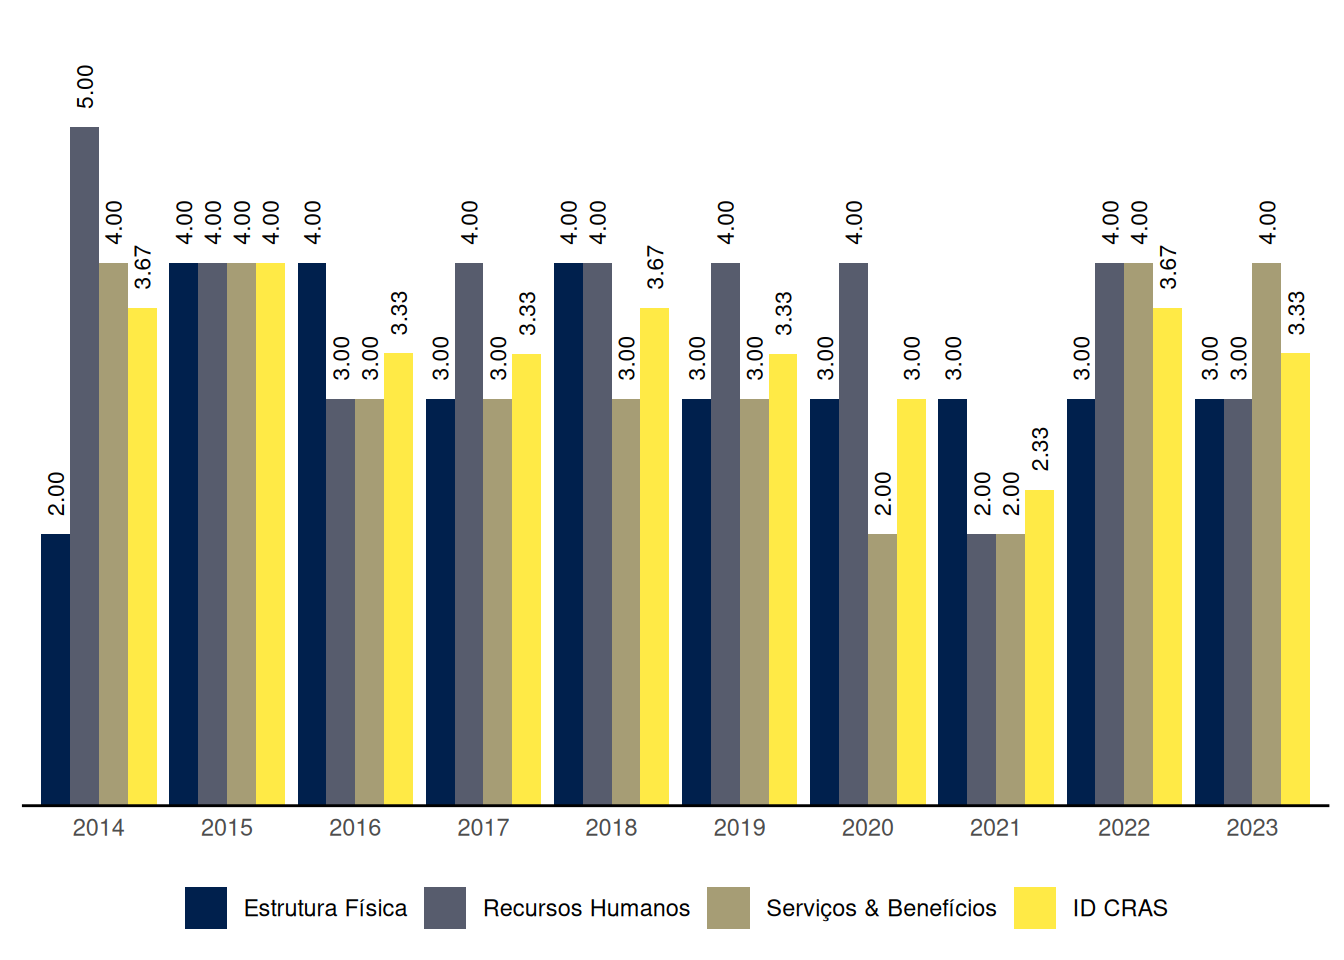 2.00 5.00 4.00 3.67 4.00 4.00 4.00 4.00 4.00 3.00 3.00 3.33 3.00 4.00 3.00 3.33 4.00 4.00 3.00 3.67 3.00 4.00 3.00 3.33 3.00 4.00 2.00 3.00 3.00 2.00 2.00 2.33 3.00 4.00 4.00 3.67 3.00 3.00 4.00 3.33
2014 2015 2016 2017 2018 2019 2020 2021 2022 2023
Estrutura Física Recursos Humanos Serviços & Benefícios ID CRAS